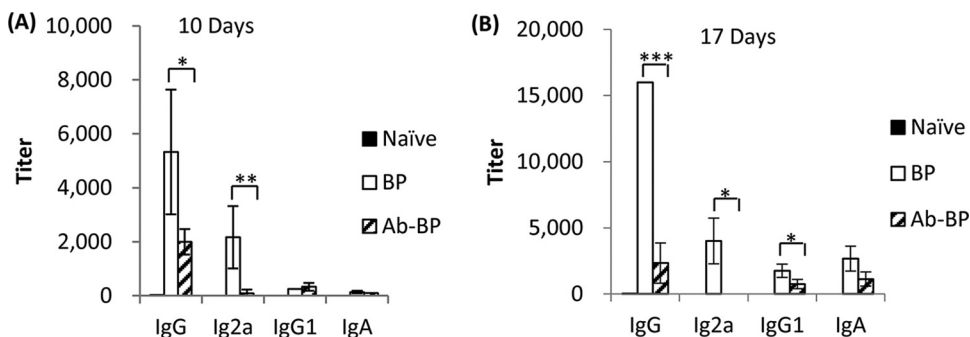 (A)
10 Days
10,000
8,000
6,000
4,000
2,000
0
Titer
*
**
IgG Ig2a IgG1 IgA
Naïve
BP
Ab-BP
(B)
17 Days
20,000
15,000
10,000
5,000
0
Titer
***
*
*
IgG Ig2a IgG1 IgA
Naïve
BP
Ab-BP